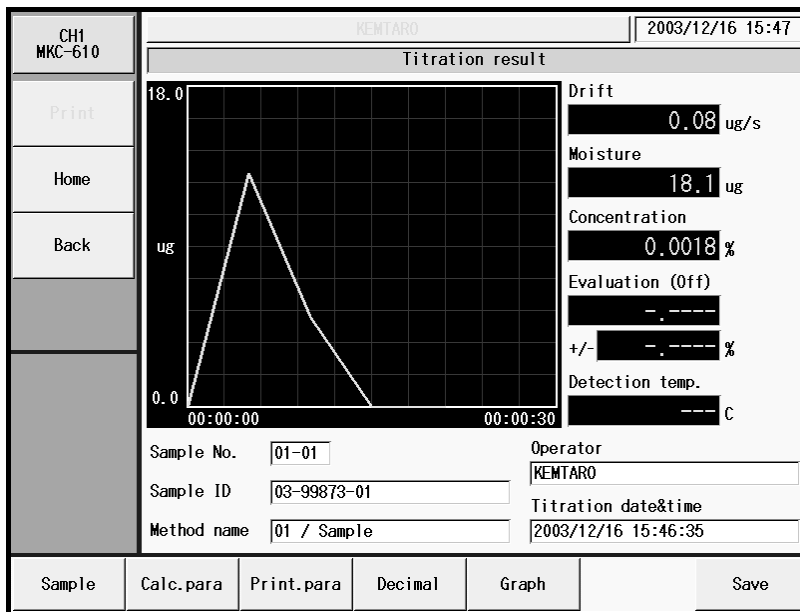 CH1
MKC-610
KEMTARO
2003/12/16 15:47
Titration result
Print
Home
Back
18.0
ug
0.0
00:00:00
00:00:30
Drift
0.08 ug/s
Moisture
18.1 ug
Concentration
0.0018 %
Evaluation (Off)
-.----
+/- -.---- %
Detection temp.
--- C
Sample No. 01-01
Sample ID 03-99873-01
Method name 01 / Sample
Operator
KEMTARO
Titration date&time
2003/12/16 15:46:35
Sample
Calc.para
Print.para
Decimal
Graph
Save